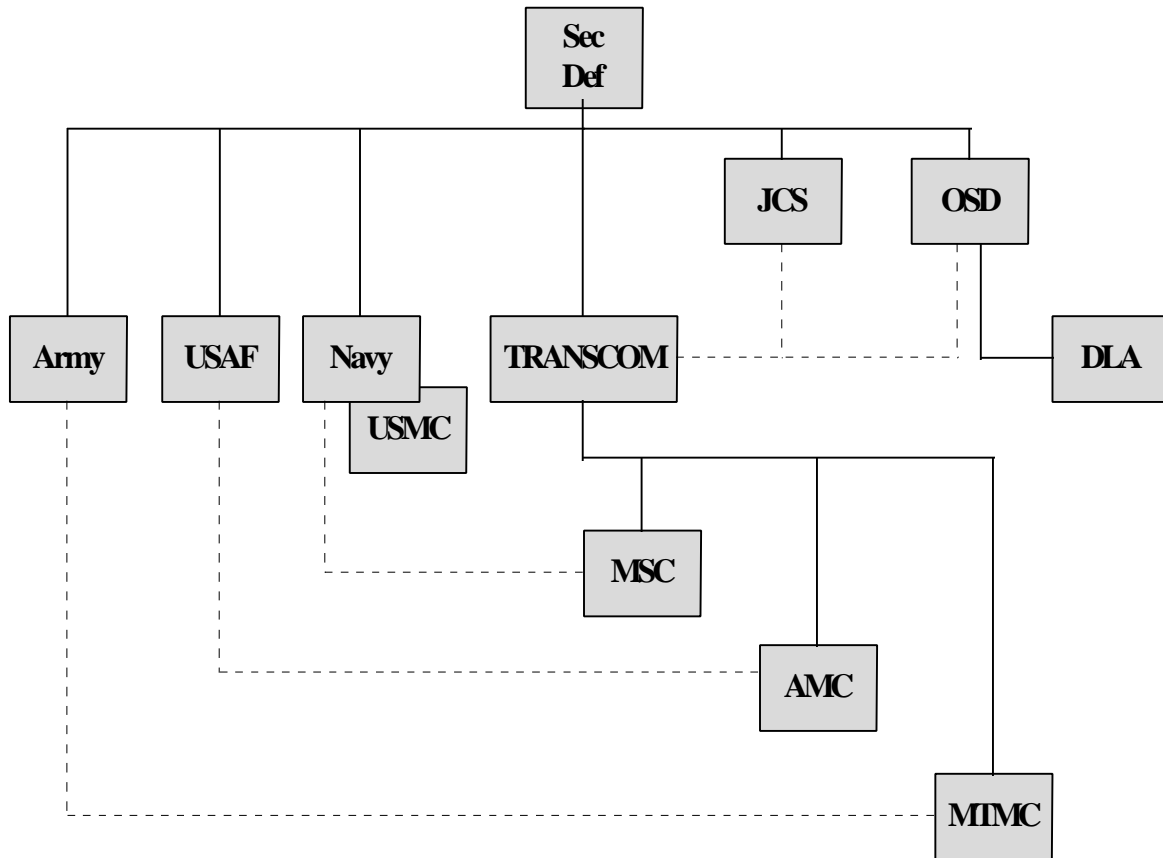 Sec
Def
JCS
OSD
Army
USAF
Navy
TRANSCOM
DLA
USMC
MSC
AMC
MTMC